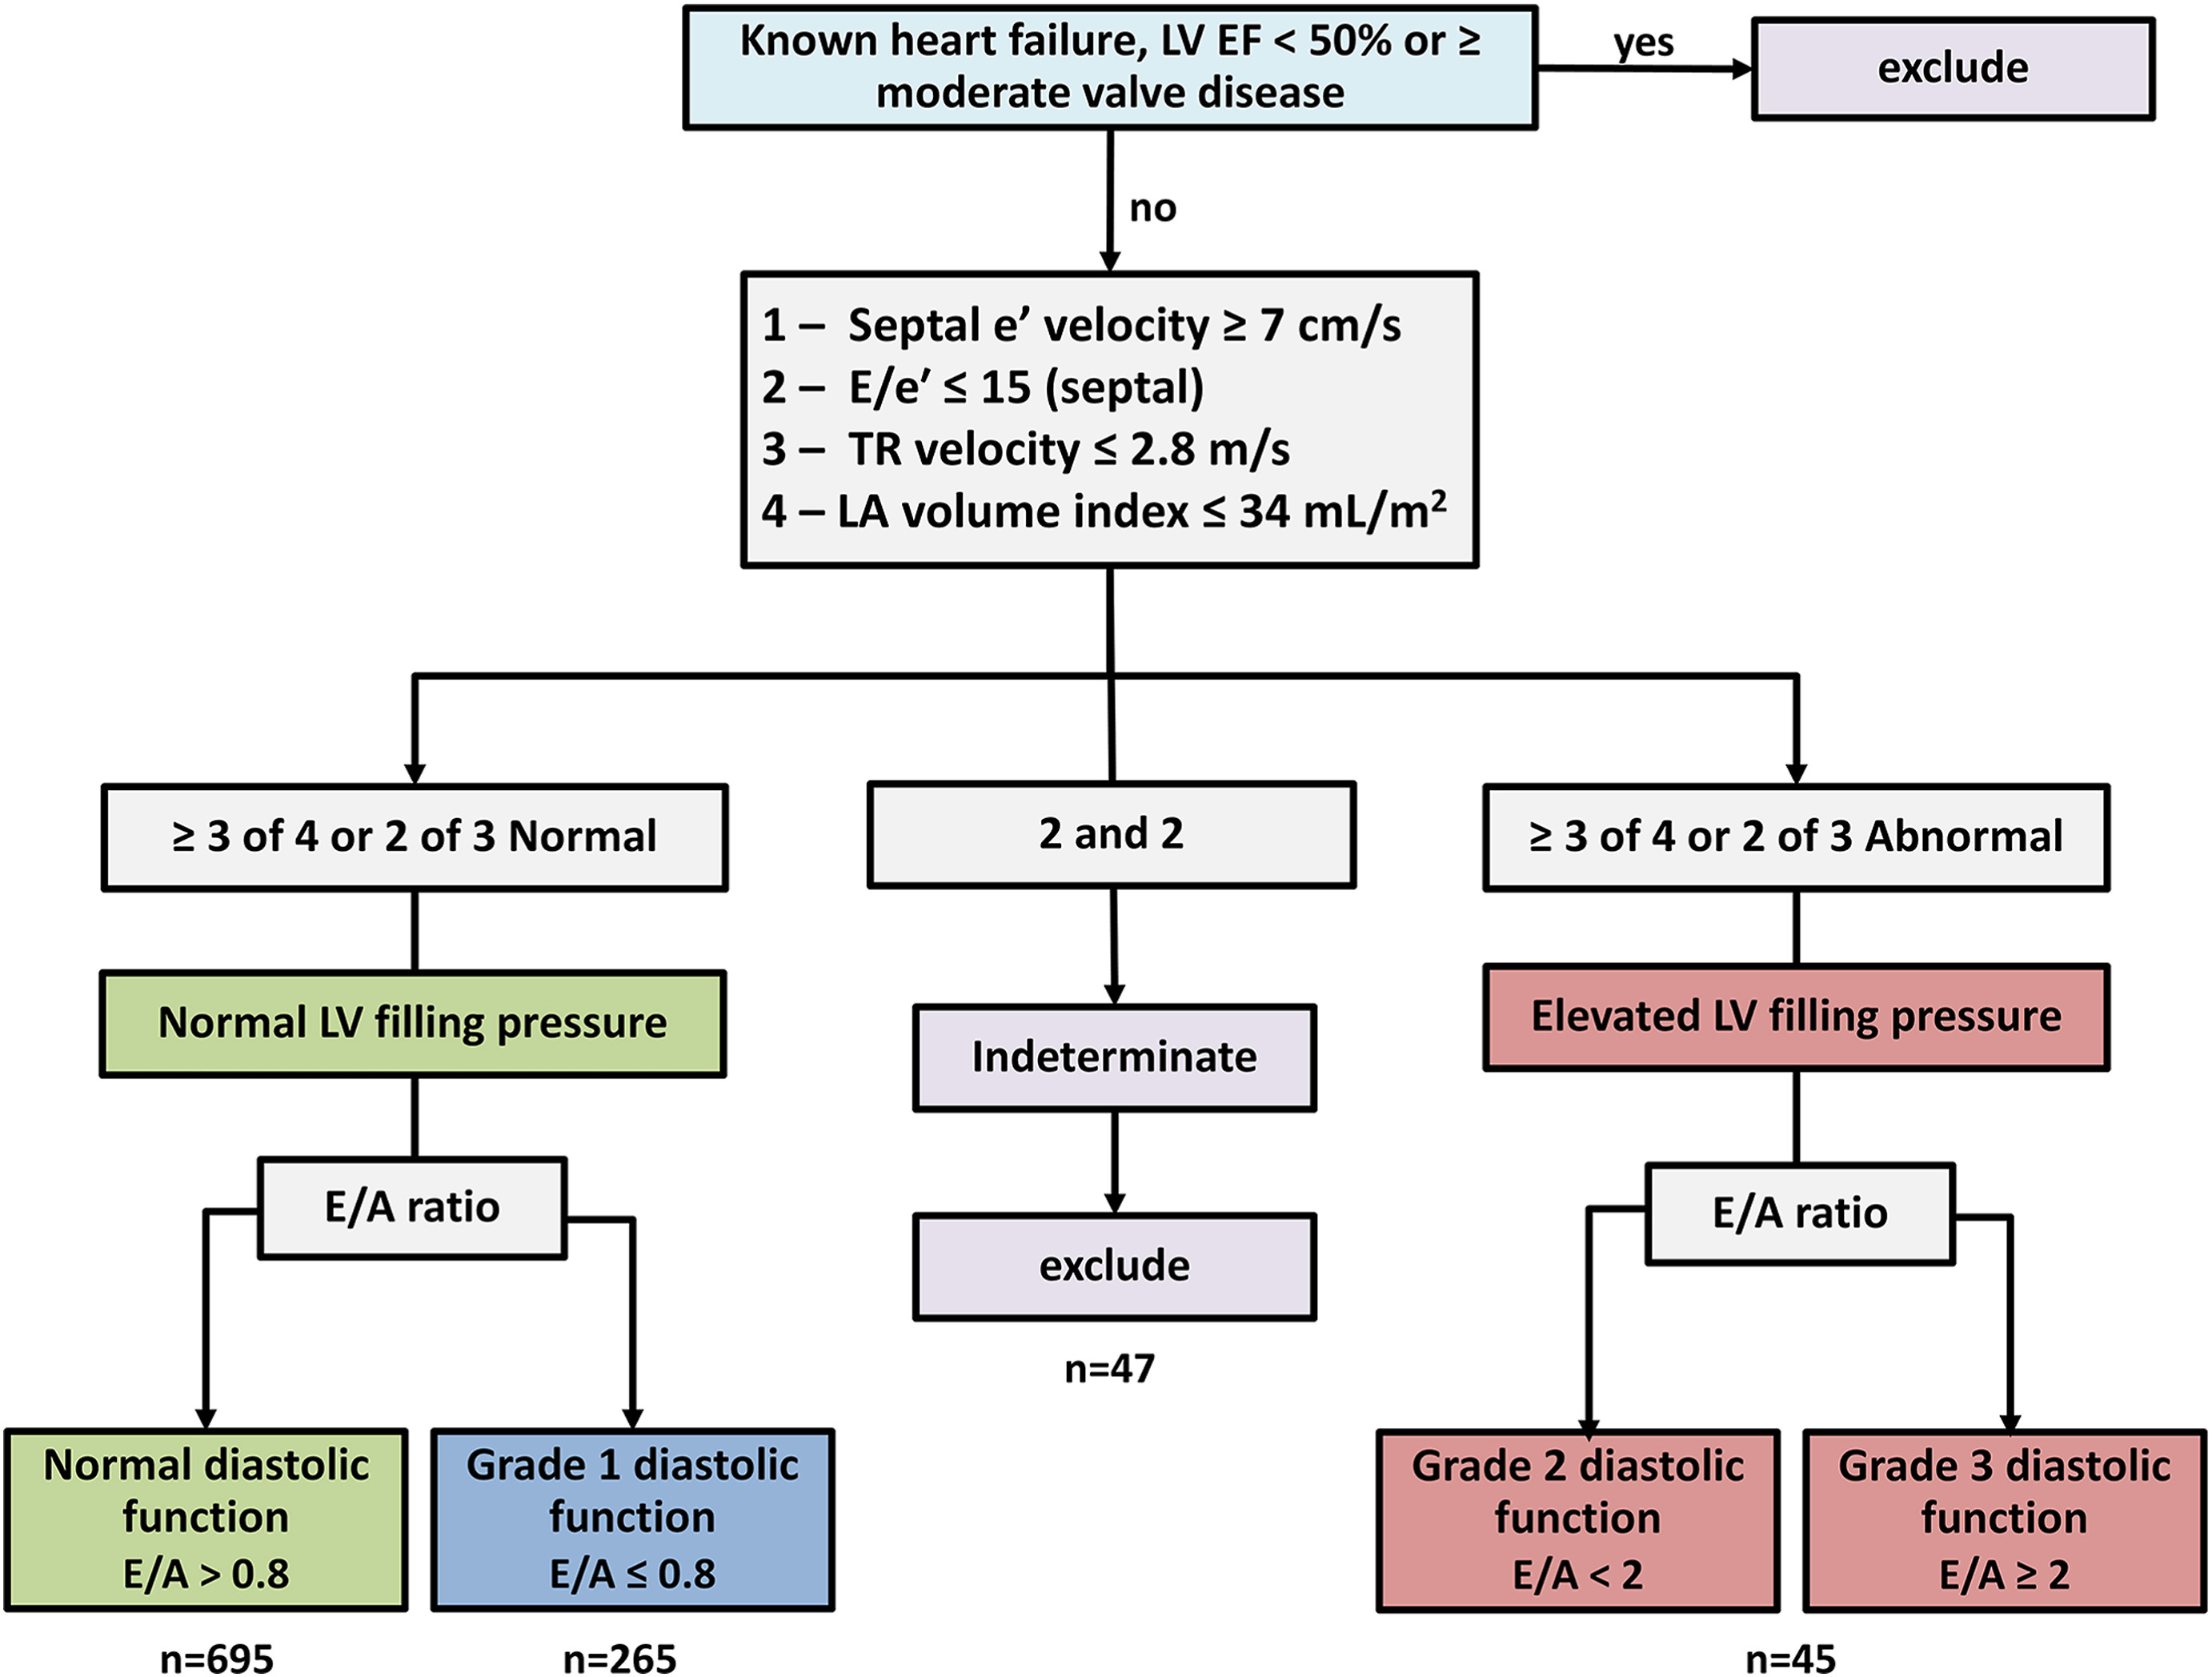 Known heart failure, LV EF < 50% or ≥
moderate valve disease
yes
exclude
no
1 – Septal e’ velocity ≥ 7 cm/s
2 – E/e’ ≤ 15 (septal)
3 – TR velocity ≤ 2.8 m/s
4 – LA volume index ≤ 34 mL/m²
≥ 3 of 4 or 2 of 3 Normal
2 and 2
≥ 3 of 4 or 2 of 3 Abnormal
Normal LV filling pressure
Indeterminate
Elevated LV filling pressure
E/A ratio
exclude
E/A ratio
n=47
Normal diastolic
function
E/A > 0.8
Grade 1 diastolic
function
E/A ≤ 0.8
Grade 2 diastolic
function
E/A < 2
Grade 3 diastolic
function
E/A ≥ 2
n=695
n=265
n=45